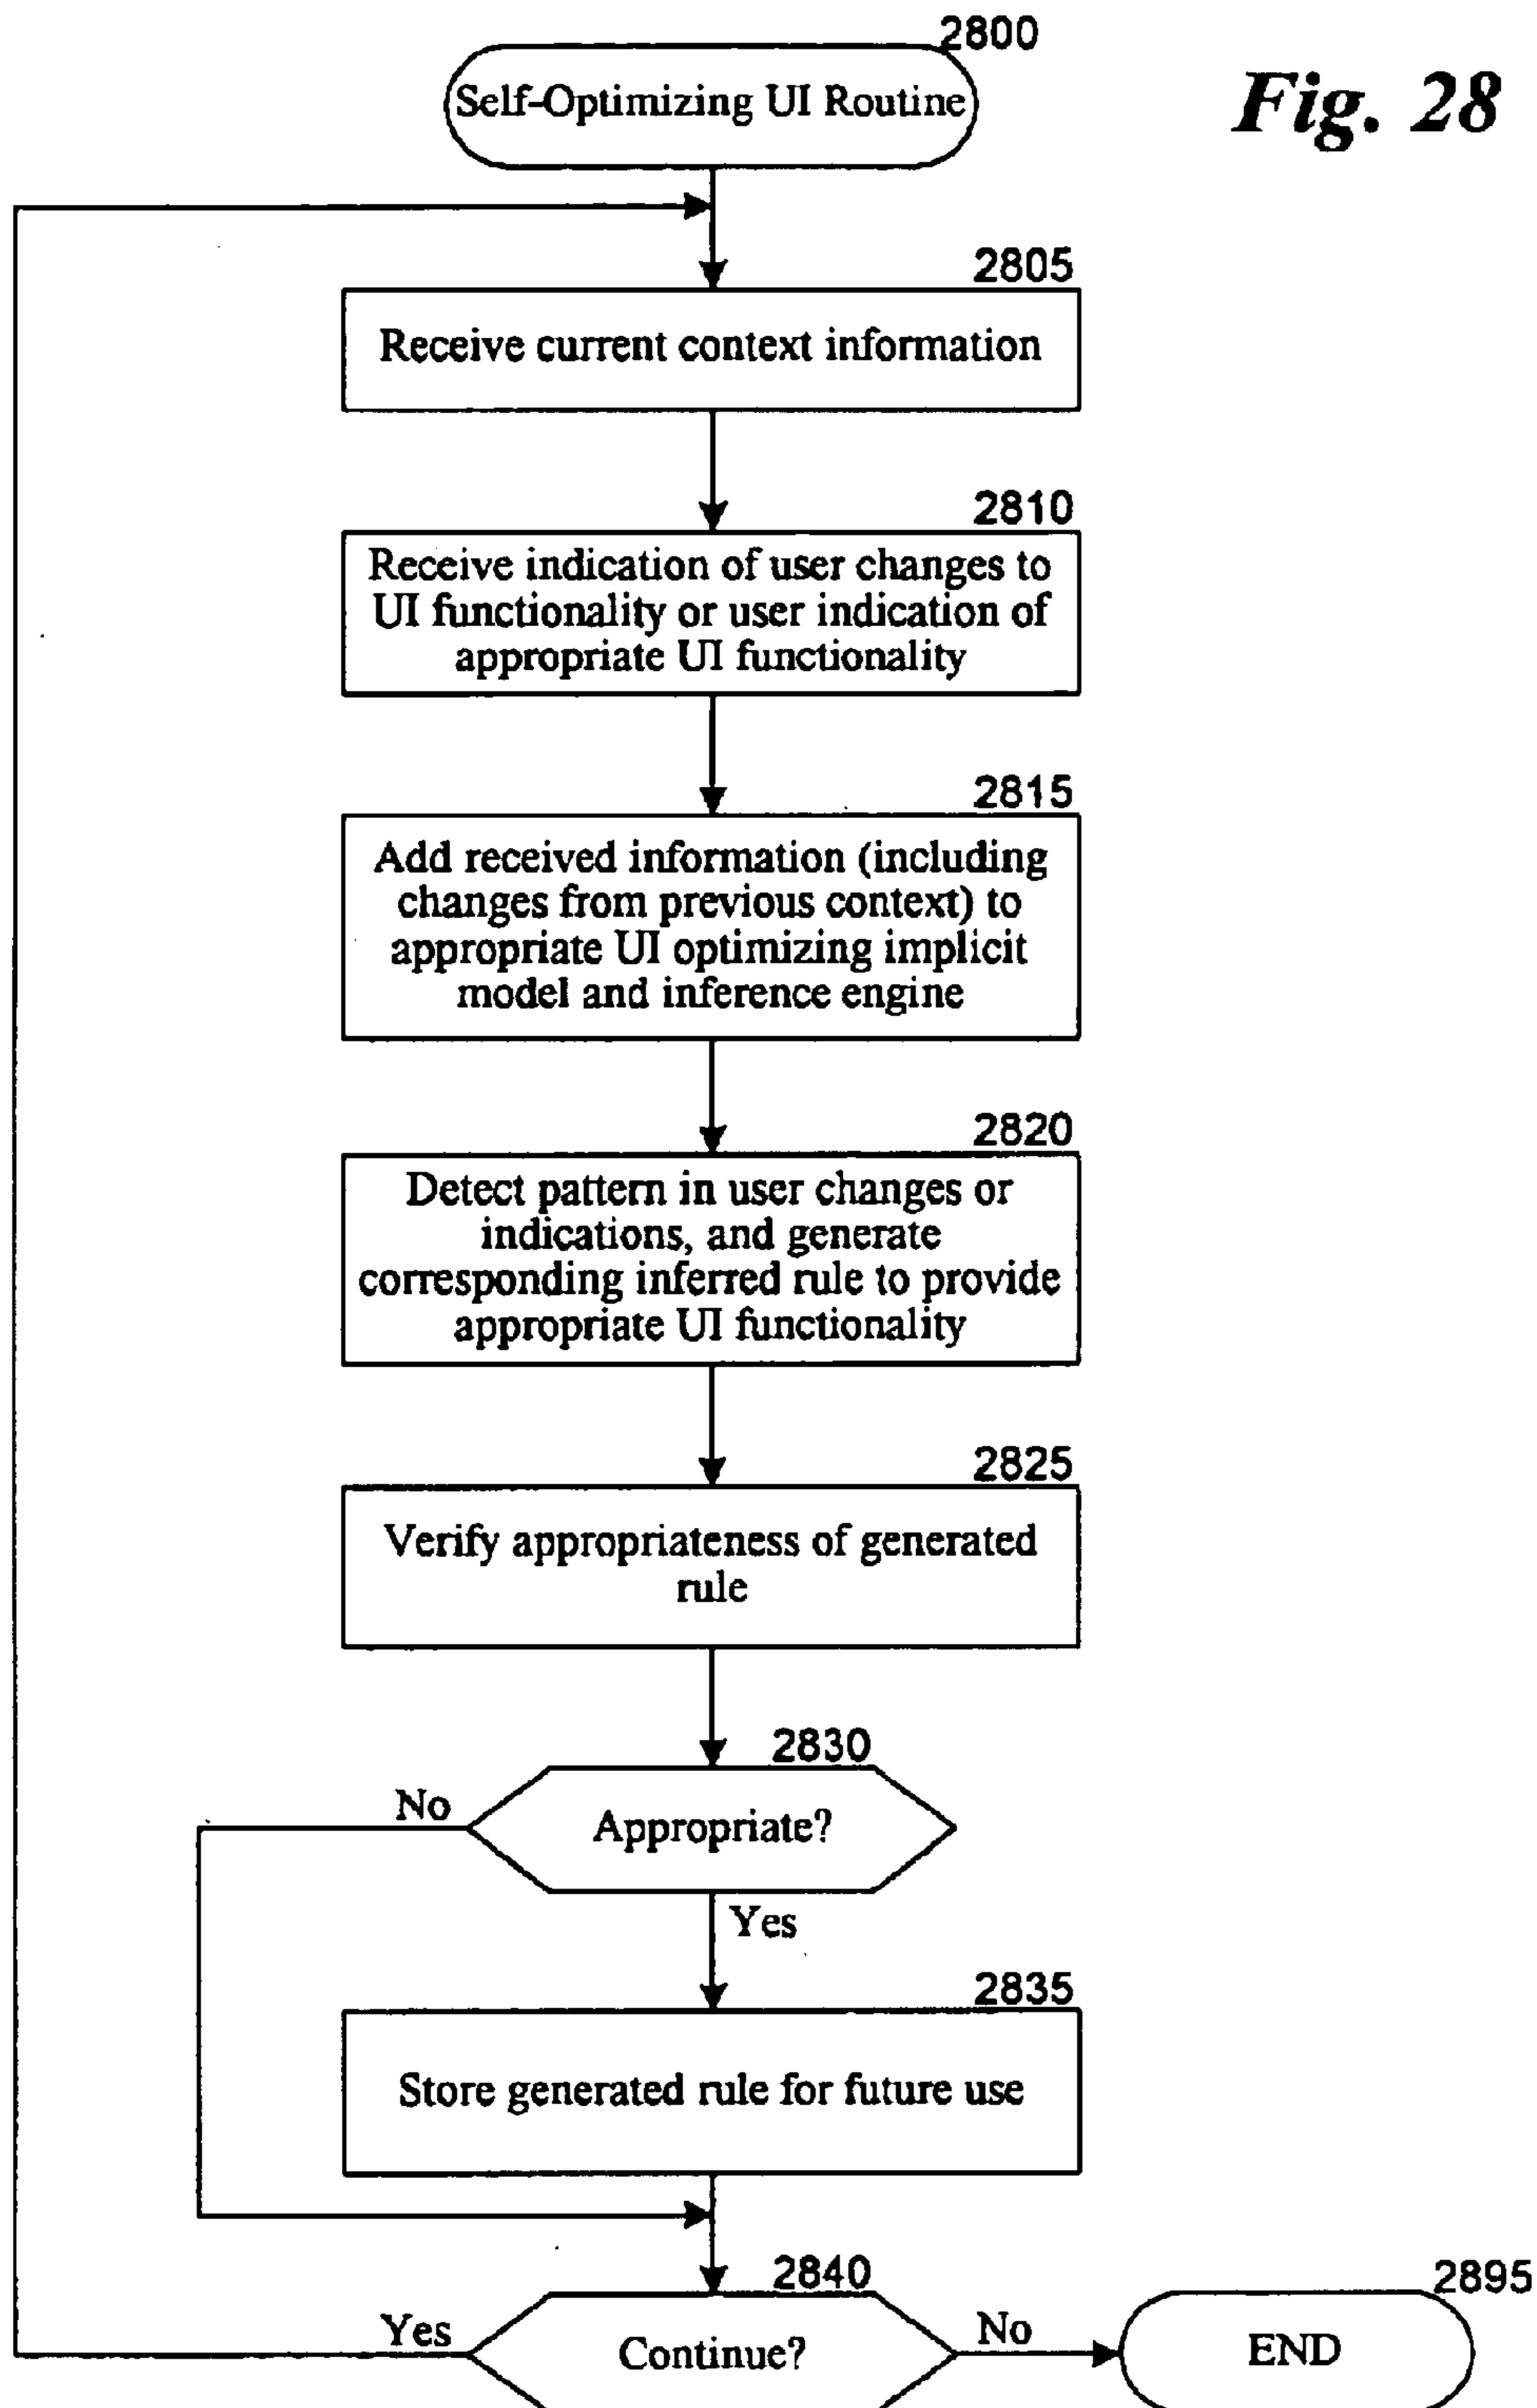 2800
Self-Optimizing UI Routine
Fig. 28
2805
Receive current context information
2810
Receive indication of user changes to
UI functionality or user indication of
appropriate UI functionality
2815
Add received information (including
changes from previous context) to
appropriate UI optimizing implicit
model and inference engine
2820
Detect pattern in user changes or
indications, and generate
corresponding inferred rule to provide
appropriate UI functionality
2825
Verify appropriateness of generated
rule
2830
No
Appropriate?
Yes
2835
Store generated rule for future use
2840
2895
Yes
Continue?
No
END